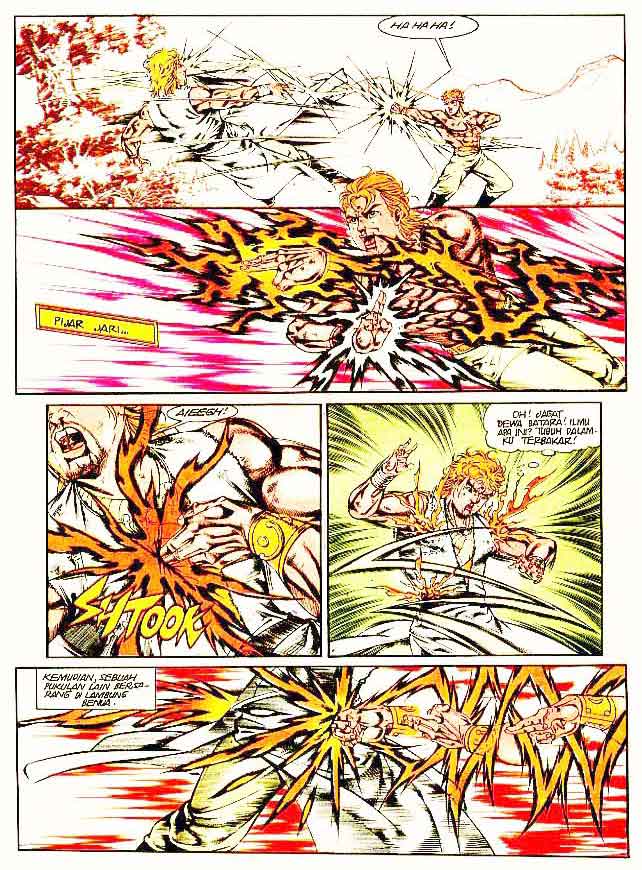 HA HA HA!
PIJAR JARI...
AIEEGH!
SHTOOK
OH! JAGAT
DEWA BATARA! ILMU
APA INI? TUBUH DALAM-
KU TERBAKAR!
KEMUDIAN, SEBUAH
PUKULAN LAIN BERSA-
RANG DI LAMBUNG
BENUA.